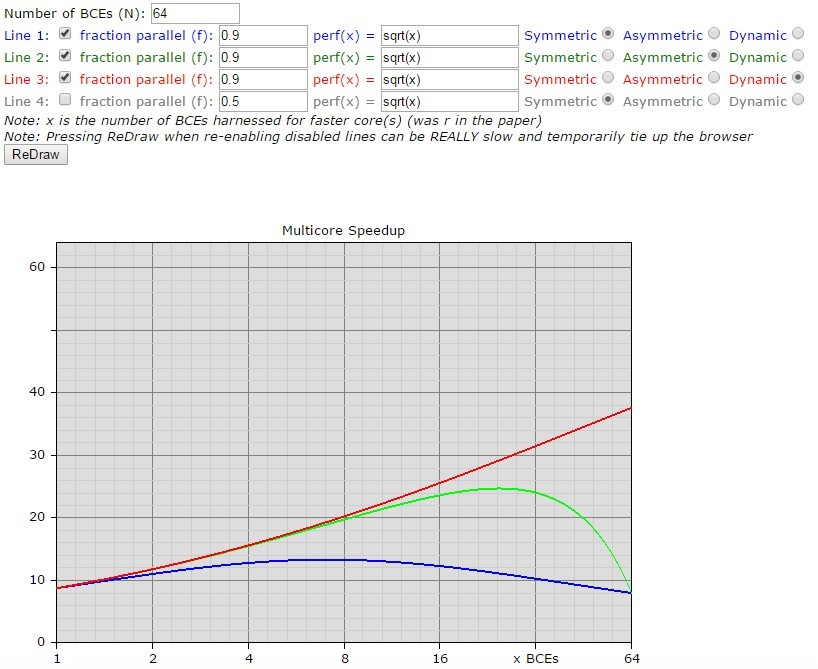 Number of BCEs (N): 64
Line 1: fraction parallel (f): 0.9 perf(x) = sqrt(x) Symmetric Asymmetric Dynamic
Line 2: fraction parallel (f): 0.9 perf(x) = sqrt(x) Symmetric Asymmetric Dynamic
Line 3: fraction parallel (f): 0.9 perf(x) = sqrt(x) Symmetric Asymmetric Dynamic
Line 4: fraction parallel (f): 0.5 perf(x) = sqrt(x) Symmetric Asymmetric Dynamic
Note: x is the number of BCEs harnessed for faster core(s) (was r in the paper)
Note: Pressing ReDraw when re-enabling disabled lines can be REALLY slow and temporarily tie up the browser
ReDraw
Multicore Speedup
60
40
30
20
10
0
1 2 4 8 16 x BCEs 64